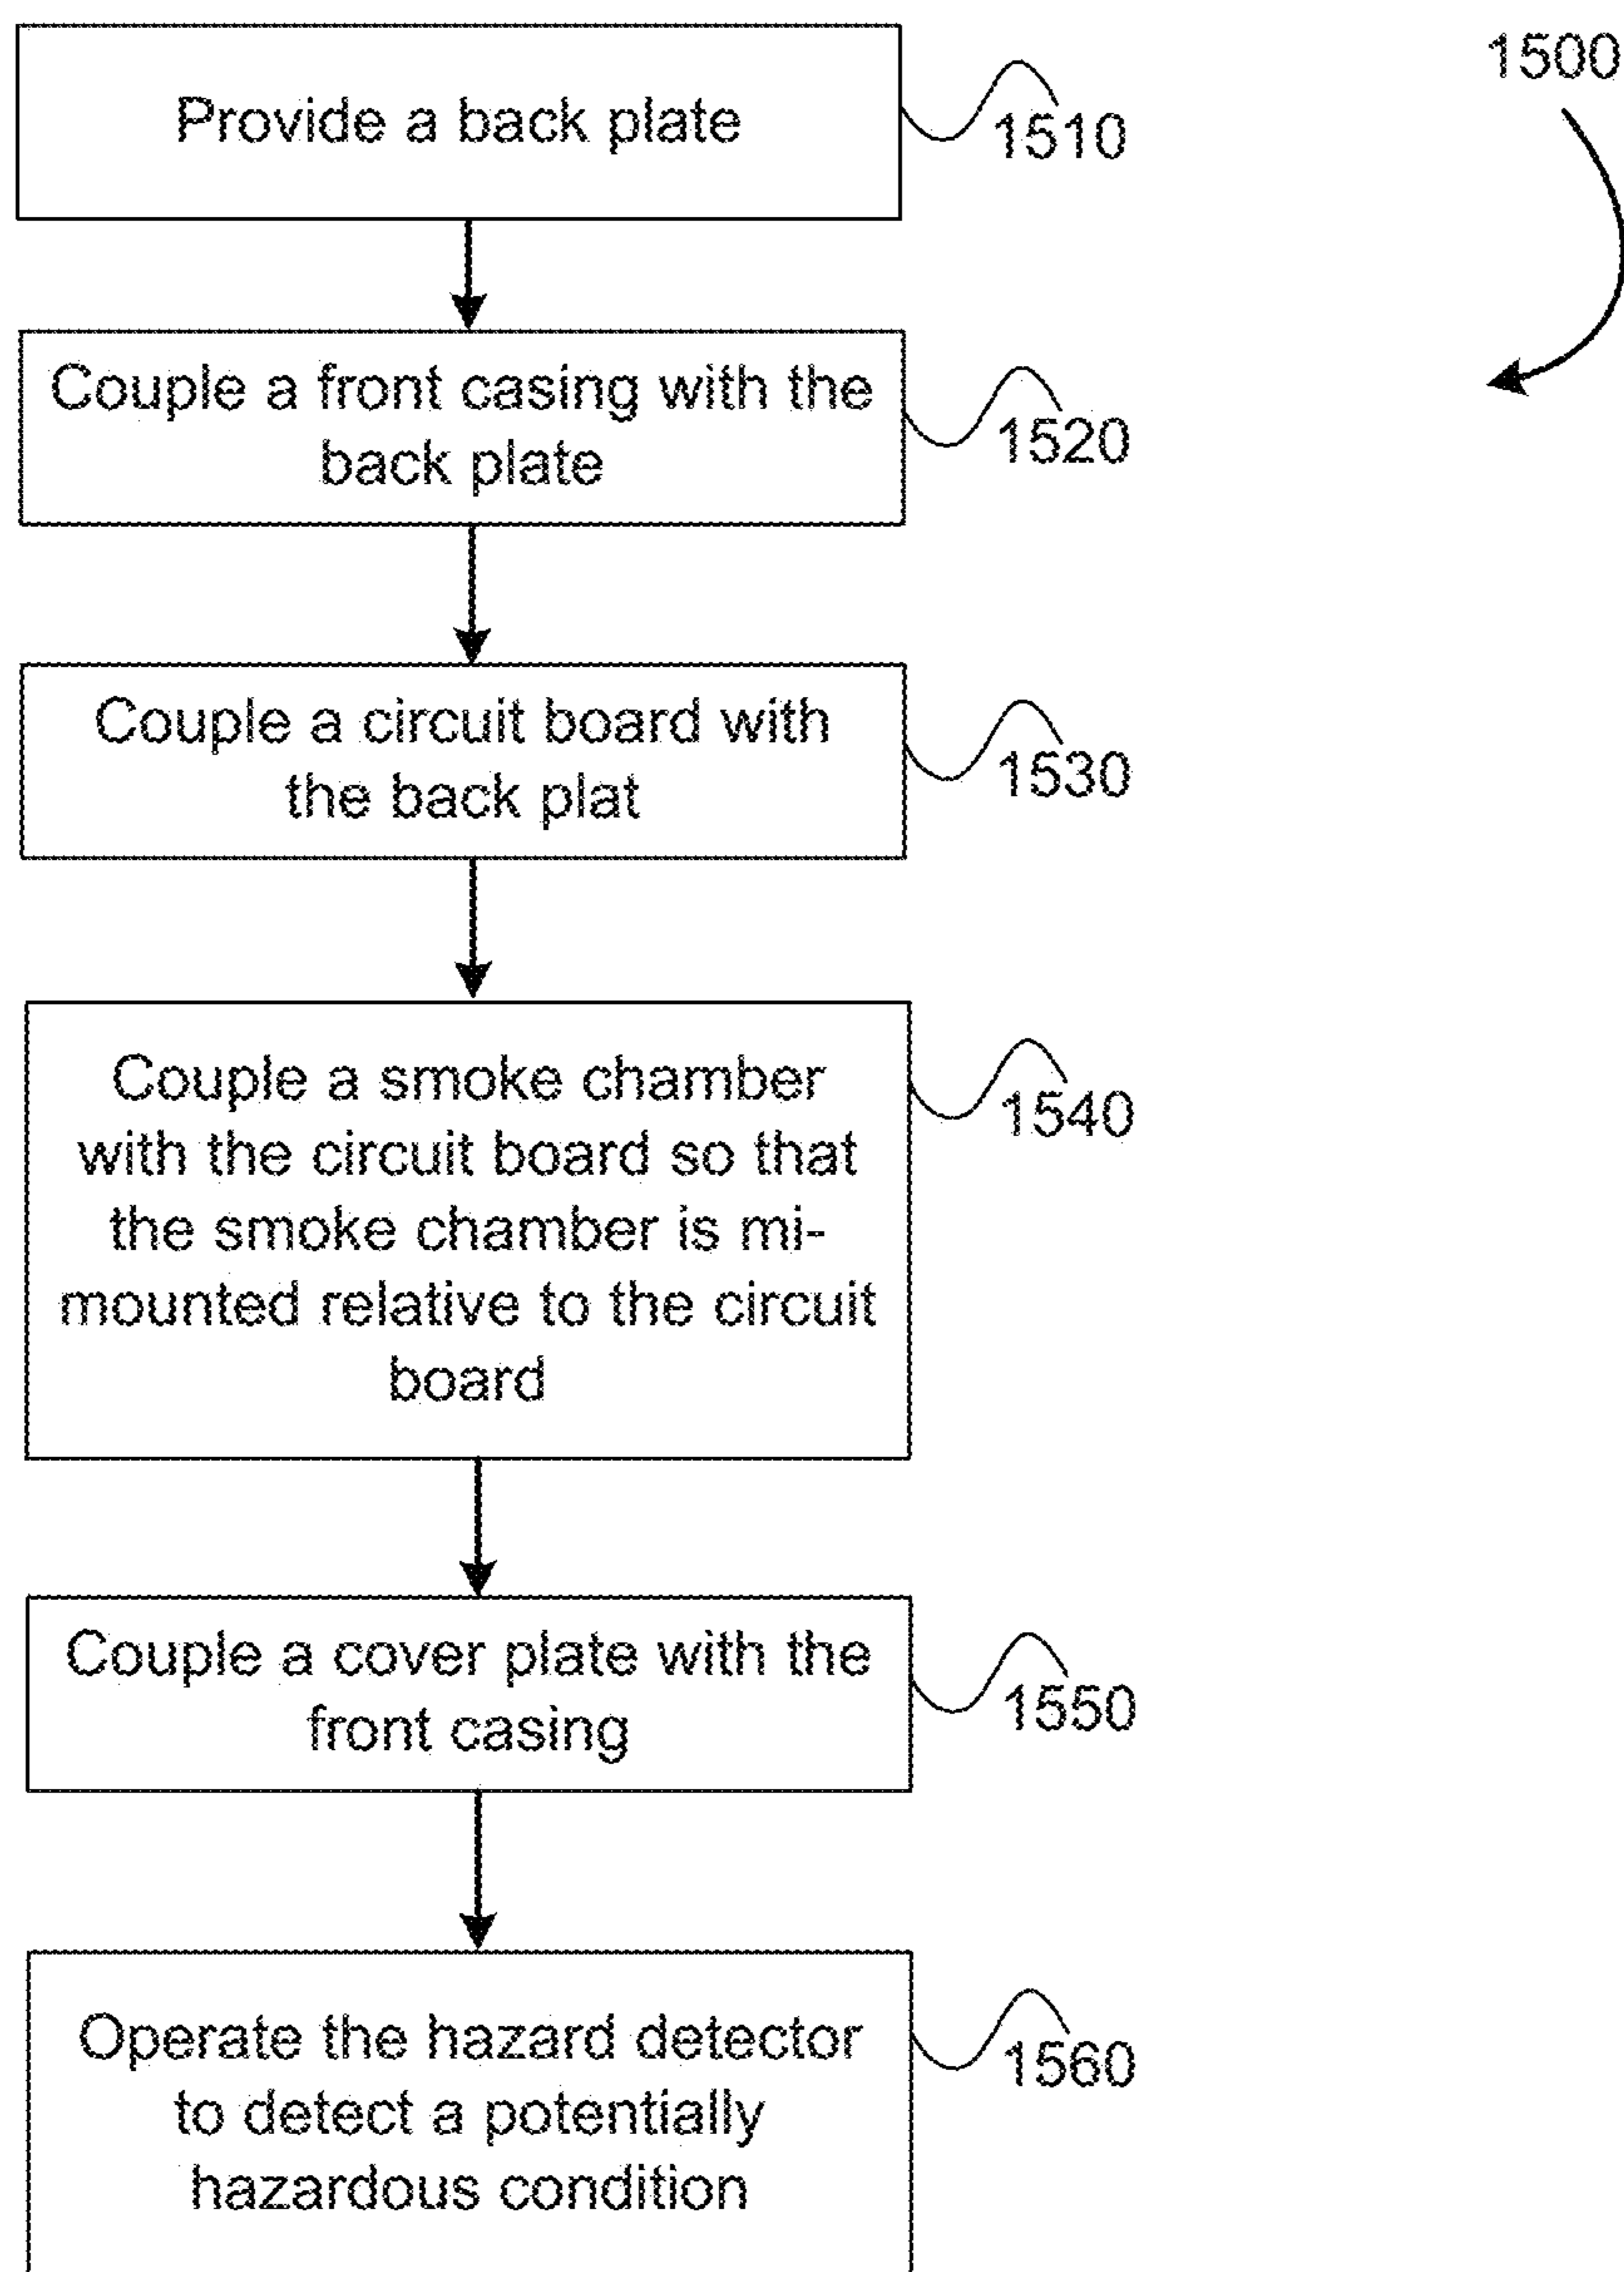 1500
Provide a back plate
1510
Couple a front casing with the
back plate
1520
Couple a circuit board with
the back plat
1530
Couple a smoke chamber
with the circuit board so that
the smoke chamber is mi-
mounted relative to the circuit
board
1540
Couple a cover plate with the
front casing
1550
Operate the hazard detector
to detect a potentially
hazardous condition
1560